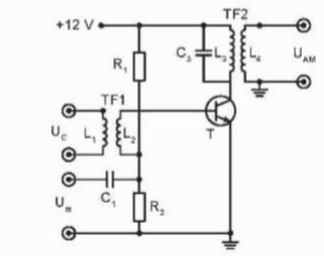 TF2
+12 V
C3 L3 L4 UAM
R1
TF1
UC L1 L2
T
Um
C1 R2